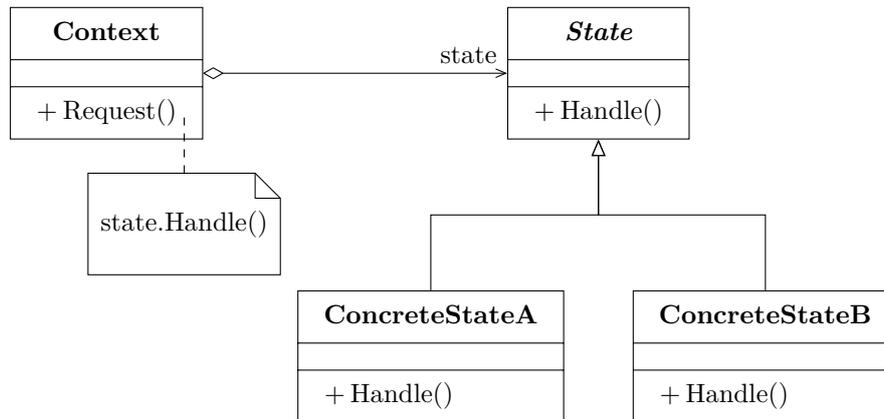 Context
State
state
+ Request()
+ Handle()
state.Handle()
ConcreteStateA
ConcreteStateB
+ Handle()
+ Handle()